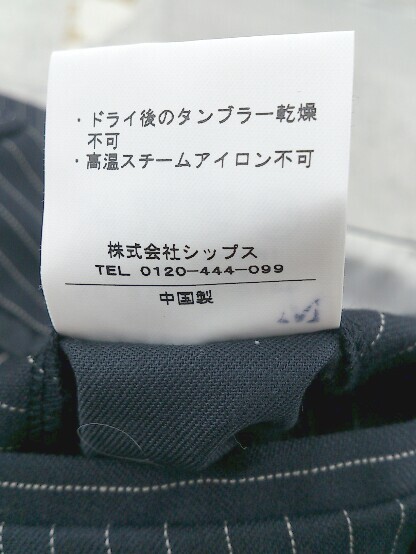 ・ドライ後のタンブラー乾燥
不可
・高温スチームアイロン不可
株式会社シップス
TEL 0120-444-099
中国製